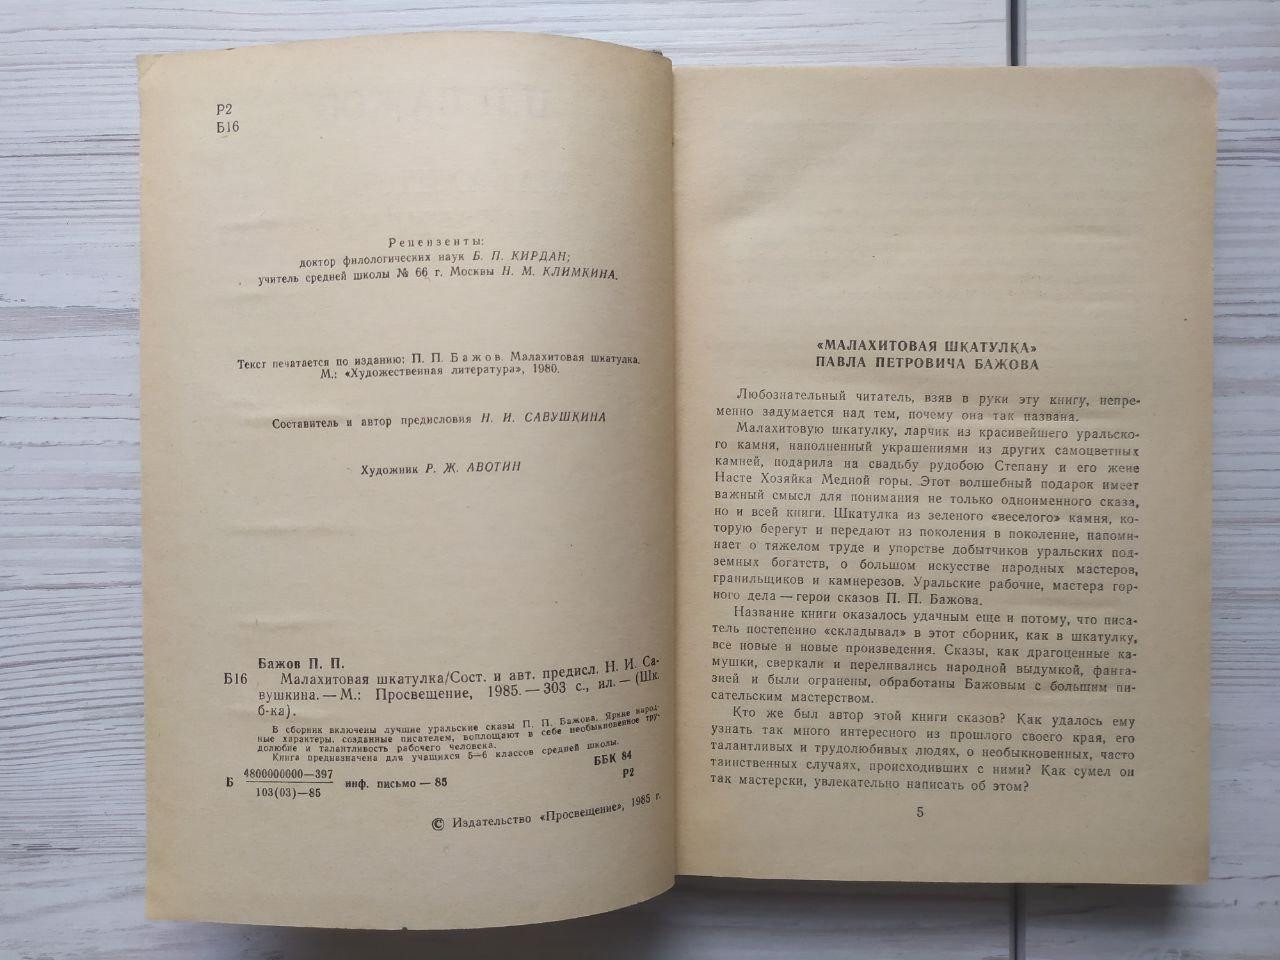 Р2
Б16
Рецензенты:
доктор филологических наук Б. П. КИРДАН;
учитель средней школы № 66 г. Москвы Н. М. КЛИМКИНА.
Текст печатается по изданию: П. П. Бажов. Малахитовая шкатулка.
М.: «Художественная литература», 1980.
Составитель и автор предисловия Н. И. САВУШКИНА
Художник Р. Ж. АВОТИН
Бажов П. П.
Б16 Малахитовая шкатулка/Сост. и авт. предисл. Н. И. Са-
вушкина. — М.: Просвещение, 1985. — 303 с., ил. — (Шк.
б-ка).
В сборник включены лучшие уральские сказы П. П. Бажова. Яркие народ-
ные характеры, созданные писателем, воплощают в себе необыкновенное тру-
долюбие и талантливость рабочего человека.
Книга предназначена для учащихся 5—6 классов средней школы.
Б 4800000000—397
103(03)—85 инф. письмо — 85
ББК 84
Р2
© Издательство «Просвещение», 1985 г.
«МАЛАХИТОВАЯ ШКАТУЛКА»
ПАВЛА ПЕТРОВИЧА БАЖОВА
Любознательный читатель, взяв в руки эту книгу, непре-
менно задумается над тем, почему она так названа.
Малахитовую шкатулку, ларчик из красивейшего уральско-
го камня, наполненный украшениями из других самоцветных
камней, подарила на свадьбу рудобою Степану и его жене
Насте Хозяйка Медной горы. Этот волшебный подарок имеет
важный смысл для понимания не только одноименного сказа,
но и всей книги. Шкатулка из зеленого «веселого» камня, ко-
торую берегут и передают из поколения в поколение, напоми-
нает о тяжелом труде и упорстве добытчиков уральских под-
земных богатств, о большом искусстве народных мастеров,
гранильщиков и камнерезов. Уральские рабочие, мастера гор-
ного дела — герои сказов П. П. Бажова.
Название книги оказалось удачным еще и потому, что писа-
тель постепенно «складывал» в этот сборник, как в шкатулку,
все новые и новые произведения. Сказы, как драгоценные ка-
мушки, сверкали и переливались народной выдумкой, фанта-
зией и были огранены, обработаны Бажовым с большим пи-
сательским мастерством.
Кто же был автор этой книги сказов? Как удалось ему
узнать так много интересного из прошлого своего края, его
талантливых и трудолюбивых людях, о необыкновенных, часто
таинственных случаях, происходивших с ними? Как сумел он
так мастерски, увлекательно написать об этом?
5